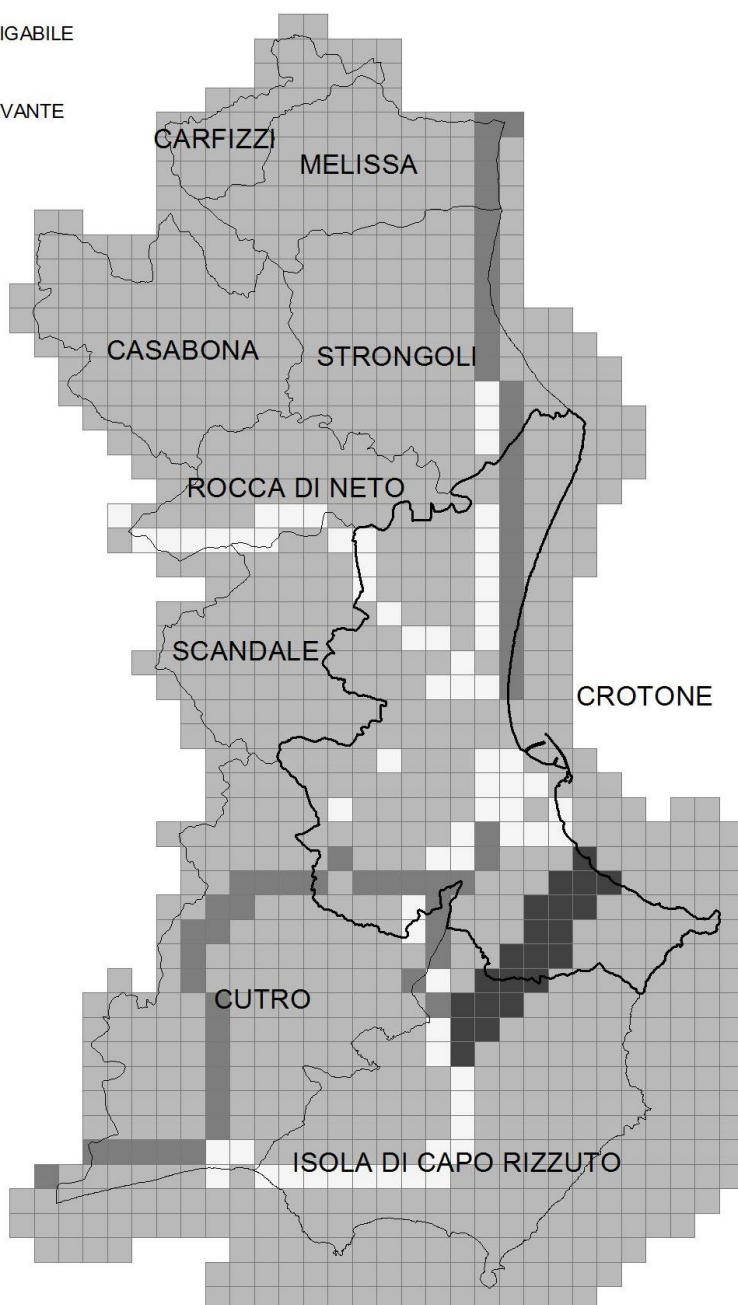 IGABILE
VANTE
CARFIZZI
MELISSA
CASABONA
STRONGOLI
ROCCA DI NETO
SCANDALE
CROTONE
CUTRO
ISOLA DI CAPO RIZZUTO